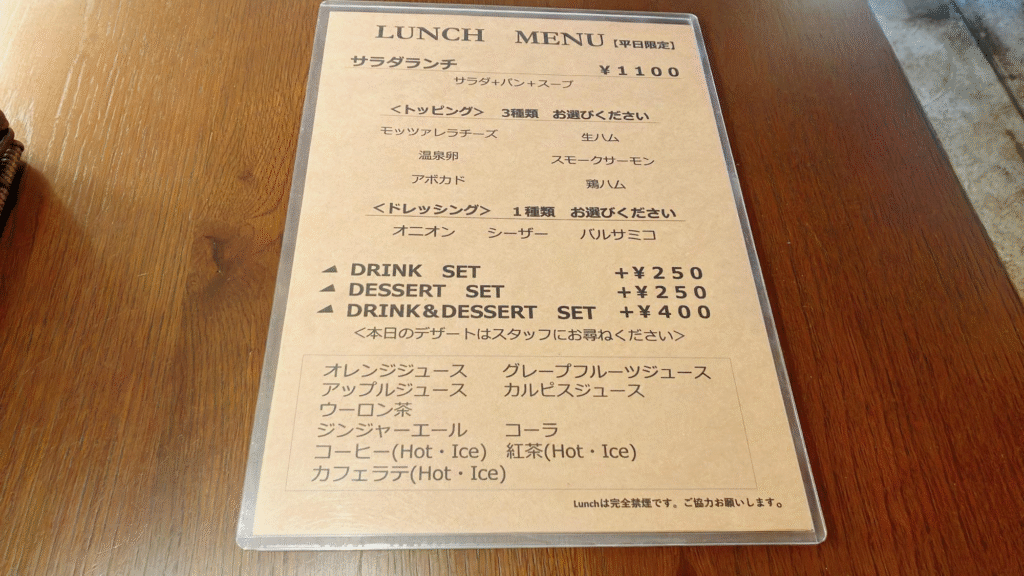 LUNCH MENU【平日限定】
サラダランチ ￥１１００
サラダ+パン+スープ
＜トッピング＞ 3種類 お選びください
モッツァレラチーズ 生ハム
温泉卵 スモークサーモン
アボカド 鶏ハム
＜ドレッシング＞ １種類 お選びください
オニオン シーザー バルサミコ
DRINK SET +￥２５０
DESSERT SET +￥２５０
DRINK&DESSERT SET +￥４００
＜本日のデザートはスタッフにお尋ねください＞
オレンジジュース グレープフルーツジュース
アップルジュース カルピスジュース
ウーロン茶
ジンジャーエール コーラ
コーヒー(Hot・Ice) 紅茶(Hot・Ice)
カフェラテ(Hot・Ice)
Lunchは完全禁煙です。ご協力お願いします。